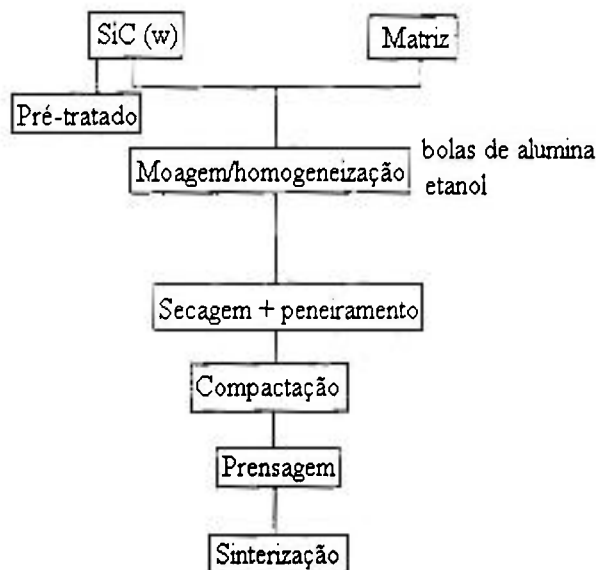 SiC (w)
Matriz
Pré-tratado
Moagem/homogeneização
bolas de alumina
etanol
Secagem + peneiramento
Compactação
Prensagem
Sinterização